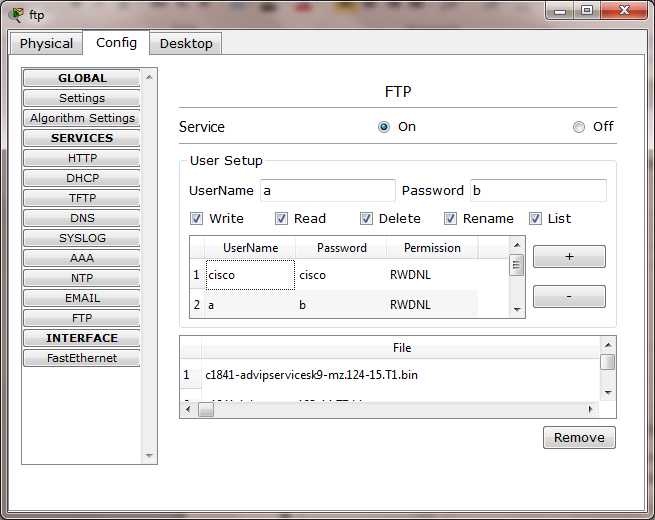 ftp
Physical Config Desktop
GLOBAL
Settings
Algorithm Settings
SERVICES
HTTP
DHCP
TFTP
DNS
SYSLOG
AAA
NTP
EMAIL
FTP
INTERFACE
FastEthernet
FTP
Service On Off
User Setup
UserName a Password b
Write Read Delete Rename List
UserName Password Permission
1 cisco cisco RWDNL
2 a b RWDNL
+
-
File
1 c1841-advipservicesk9-mz.124-15.T1.bin
Remove